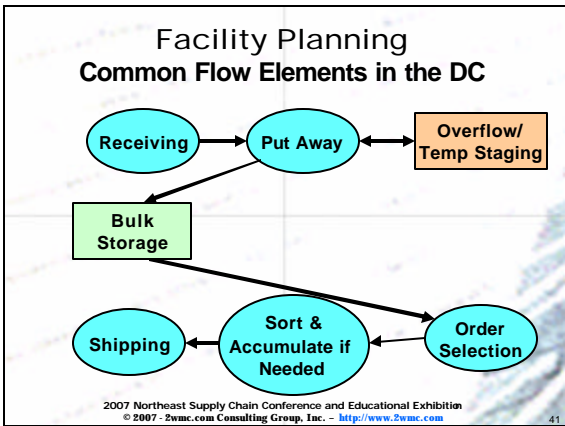 Facility Planning
Common Flow Elements in the DC
Receiving
Put Away
Overflow/
Temp Staging
Bulk
Storage
Shipping
Sort &
Accumulate if
Needed
Order
Selection
2007 Northeast Supply Chain Conference and Educational Exhibition
© 2007 - 2wmc.com Consulting Group, Inc. – http://www.2wmc.com
41